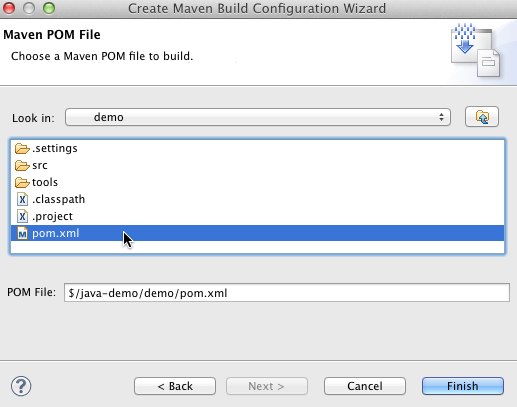 Create Maven Build Configuration Wizard
Maven POM File
Choose a Maven POM file to build.
Look in: demo
.settings
src
tools
X .classpath
X .project
M pom.xml
POM File: $/java-demo/demo/pom.xml
? < Back Next > Cancel Finish